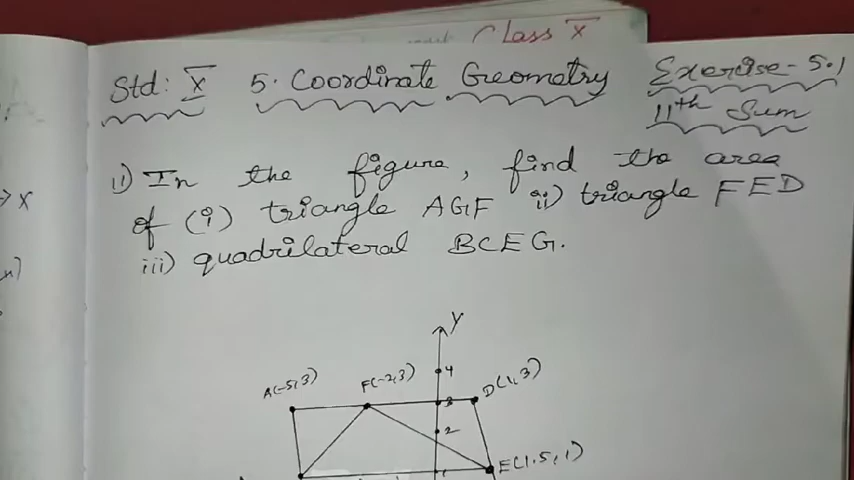 Class X
Std: X 5. Coordinate Geometry Exercise-5.1
11th Sum
11) In the figure, find the area
of (i) triangle AGF ii) triangle FED
iii) quadrilateral BCEG.
→ X
Y
4
A(-5,3) F(-2,3) 3 D(1,3)
2
E(1.5,1)